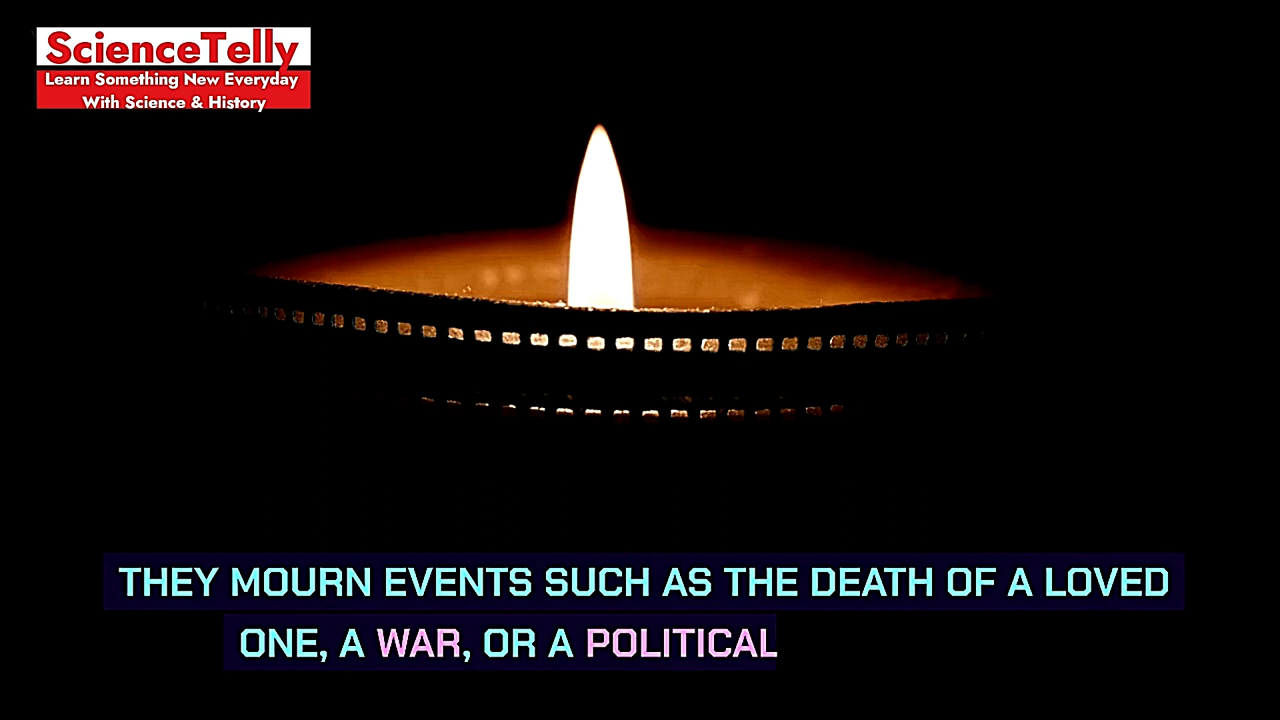 ScienceTelly
Learn Something New Everyday
With Science & History
THEY MOURN EVENTS SUCH AS THE DEATH OF A LOVED
ONE, A WAR, OR A POLITICAL